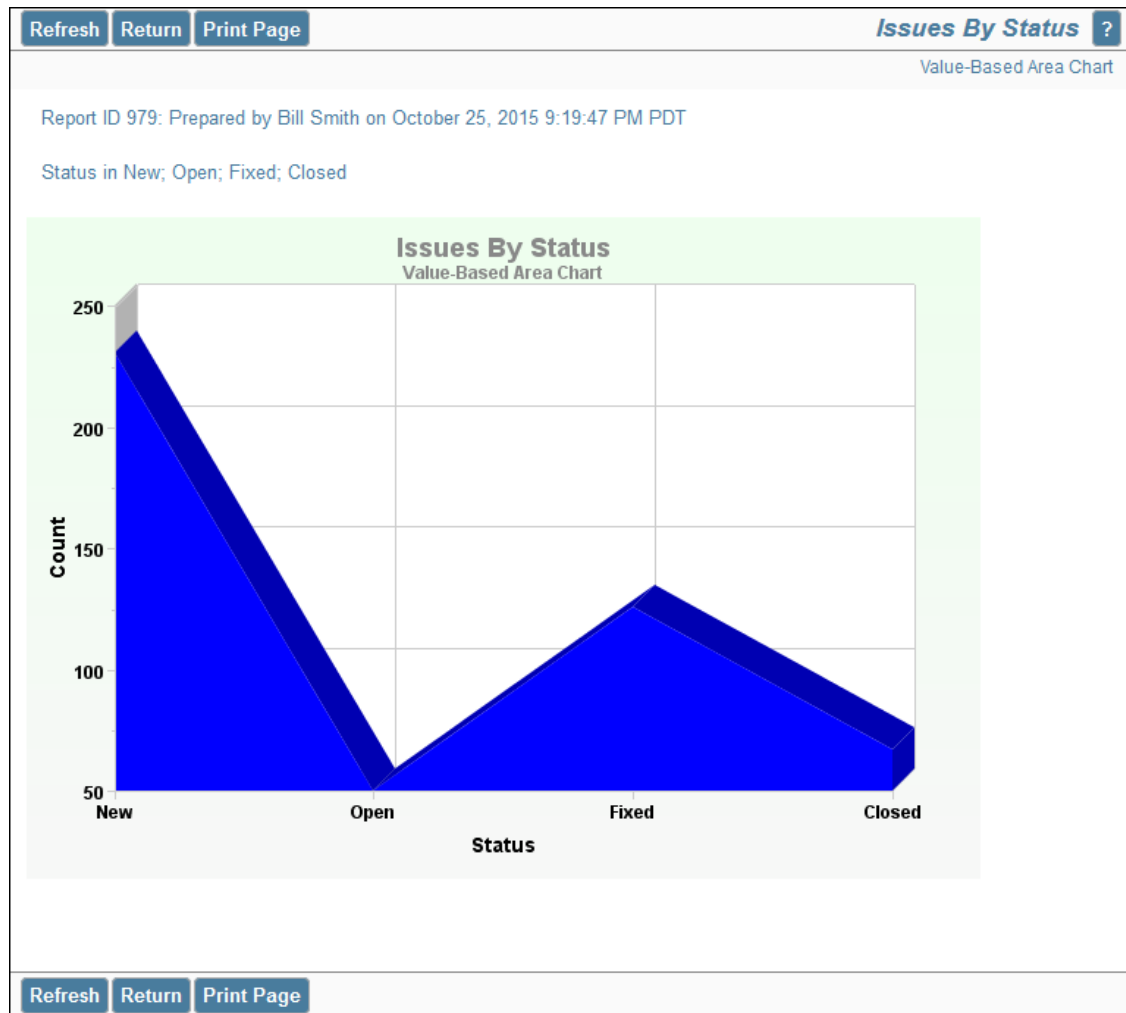 Refresh Return Print Page Issues By Status ?
Value-Based Area Chart
Report ID 979: Prepared by Bill Smith on October 25, 2015 9:19:47 PM PDT
Status in New; Open; Fixed; Closed
Issues By Status
Value-Based Area Chart
250
200
150
100
50
Count
New Open Fixed Closed
Status
Refresh Return Print Page